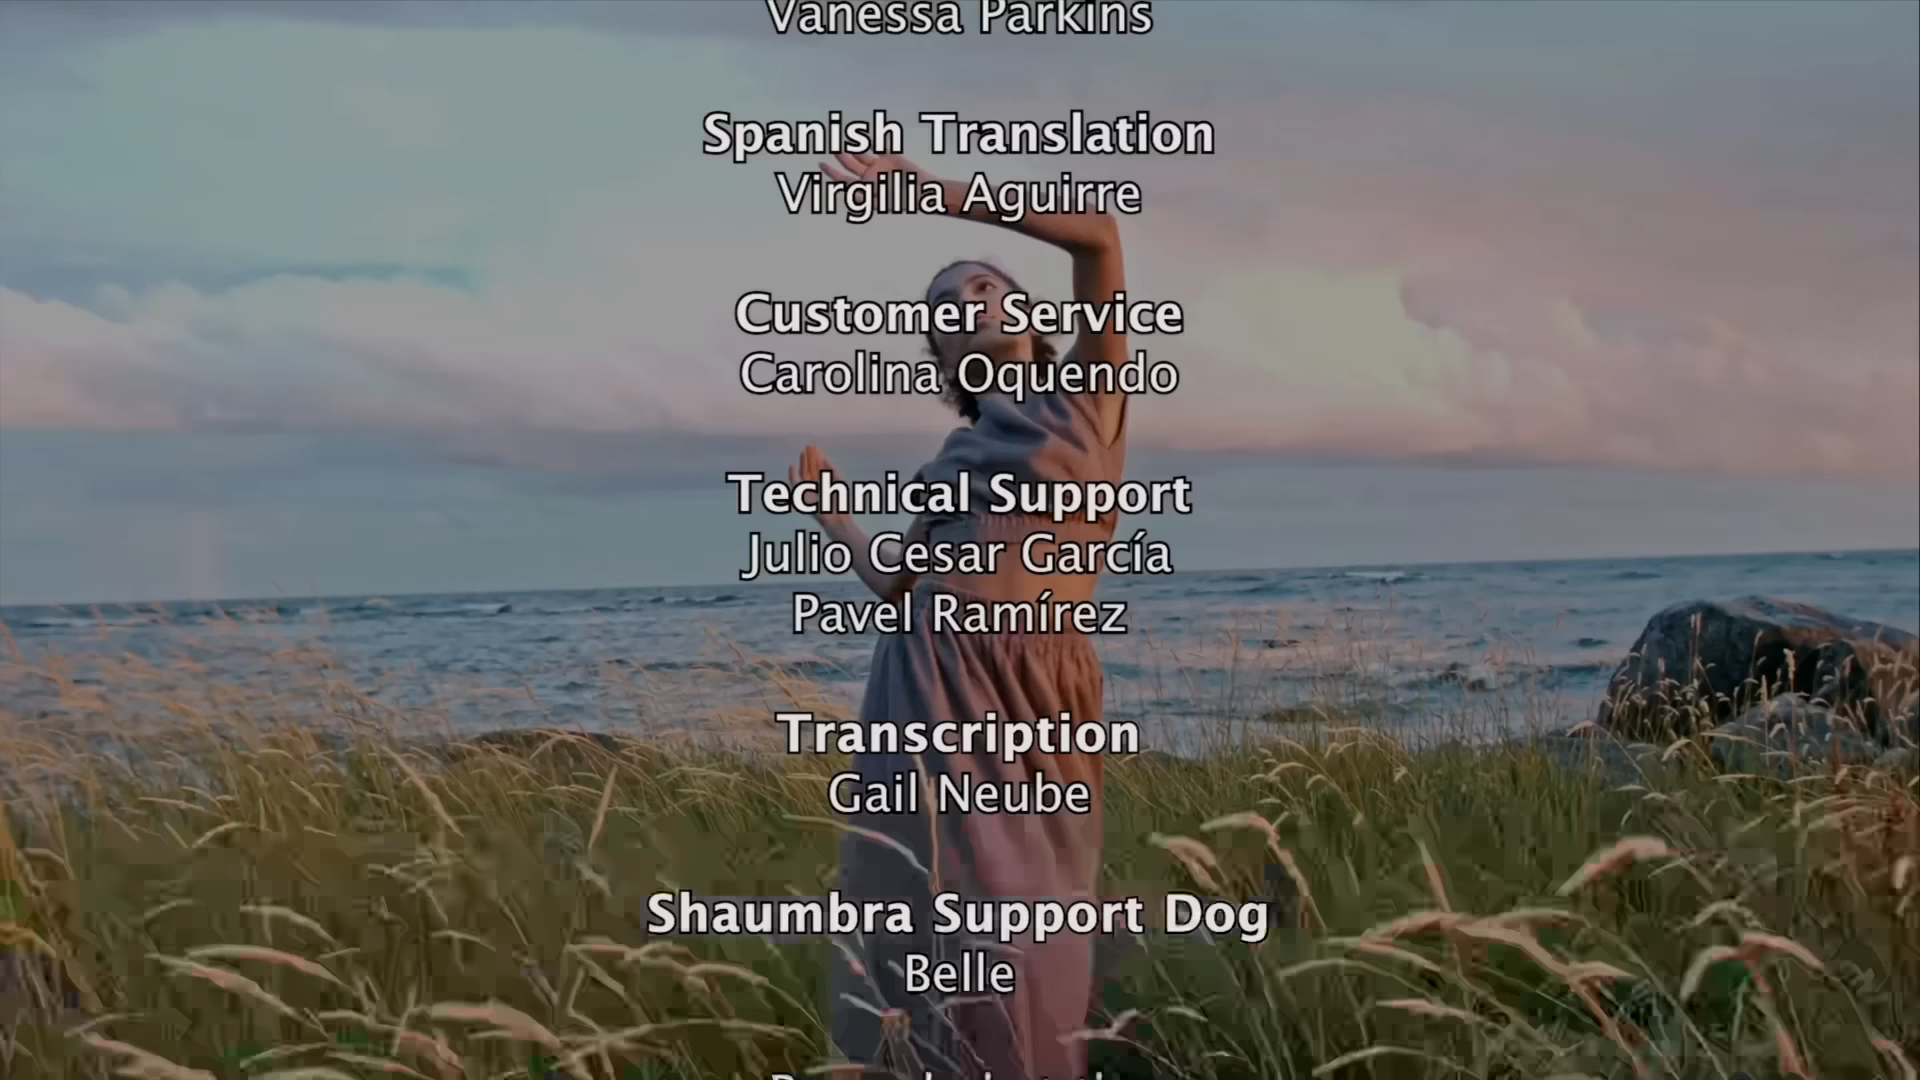 Vanessa Parkins
Spanish Translation
Virgilia Aguirre
Customer Service
Carolina Oquendo
Technical Support
Julio Cesar García
Pavel Ramírez
Transcription
Gail Neube
Shaumbra Support Dog
Belle